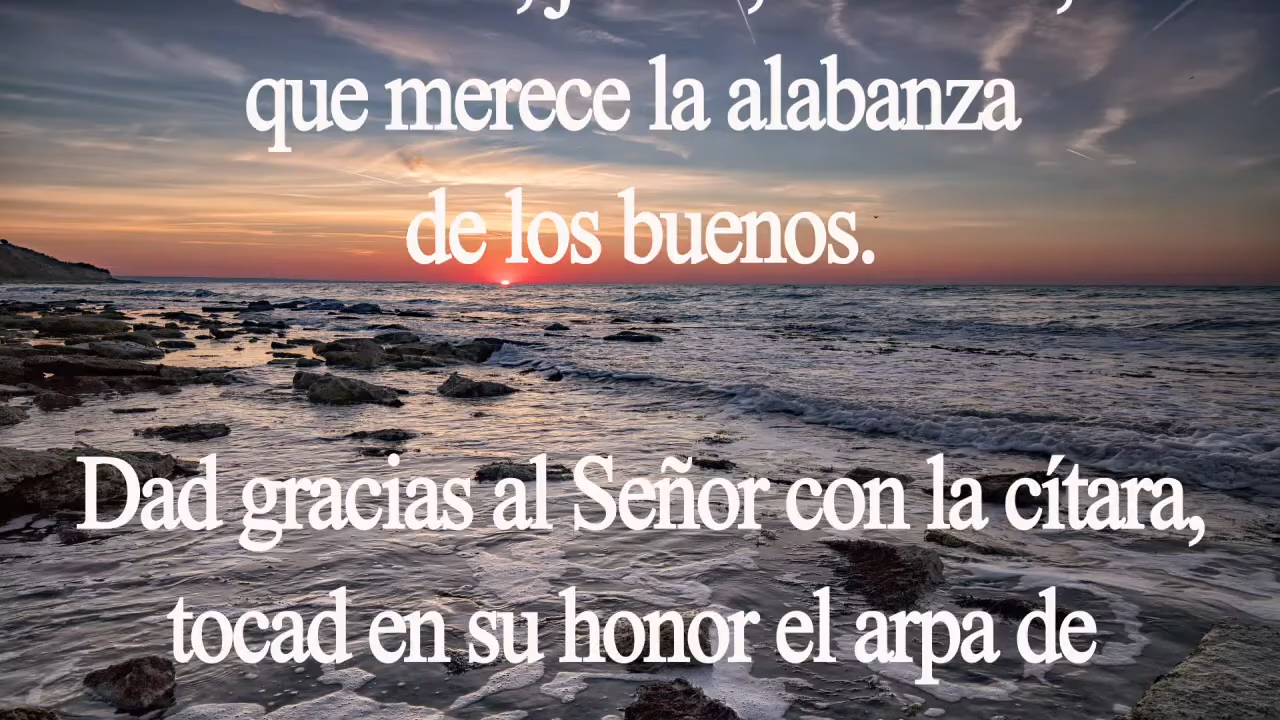 que merece la alabanza
de los buenos.
Dad gracias al Señor con la cítara,
tocad en su honor el arpa de